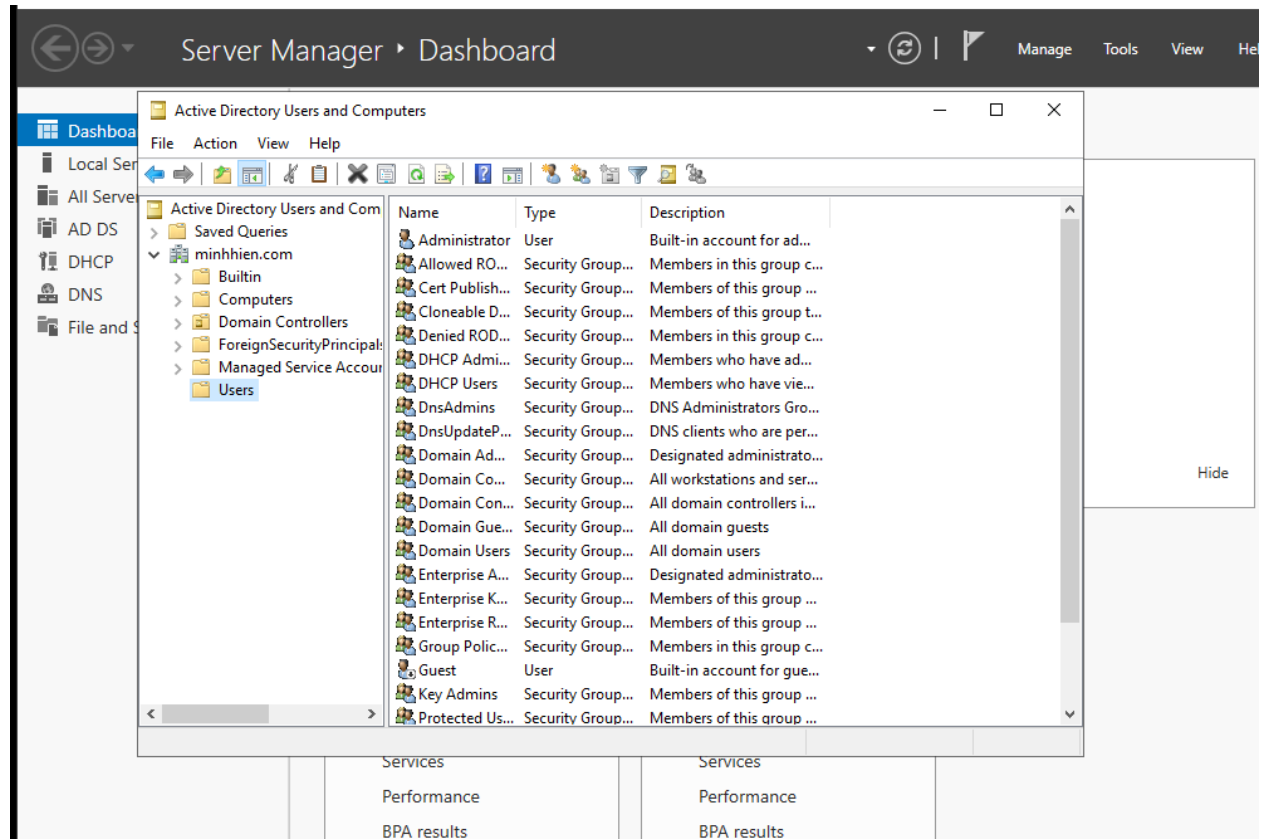 Server Manager ‣ Dashboard
Manage Tools View Hel
Dashboa
Local Ser
All Server
AD DS
DHCP
DNS
File and S
Active Directory Users and Computers
File Action View Help
Active Directory Users and Com
Saved Queries
minhhien.com
Builtin
Computers
Domain Controllers
ForeignSecurityPrincipals
Managed Service Accoun
Users
Name Type Description
Administrator User Built-in account for ad...
Allowed RO... Security Group... Members in this group c...
Cert Publish... Security Group... Members of this group ...
Cloneable D... Security Group... Members of this group t...
Denied ROD... Security Group... Members in this group c...
DHCP Admi... Security Group... Members who have ad...
DHCP Users Security Group... Members who have vie...
DnsAdmins Security Group... DNS Administrators Gro...
DnsUpdateP... Security Group... DNS clients who are per...
Domain Ad... Security Group... Designated administrato...
Domain Co... Security Group... All workstations and ser...
Domain Con... Security Group... All domain controllers i...
Domain Gue... Security Group... All domain guests
Domain Users Security Group... All domain users
Enterprise A... Security Group... Designated administrato...
Enterprise K... Security Group... Members of this group ...
Enterprise R... Security Group... Members of this group ...
Group Polic... Security Group... Members in this group c...
Guest User Built-in account for gue...
Key Admins Security Group... Members of this group ...
Protected Us... Security Group... Members of this group ...
Hide
Services Services
Performance Performance
BPA results BPA results